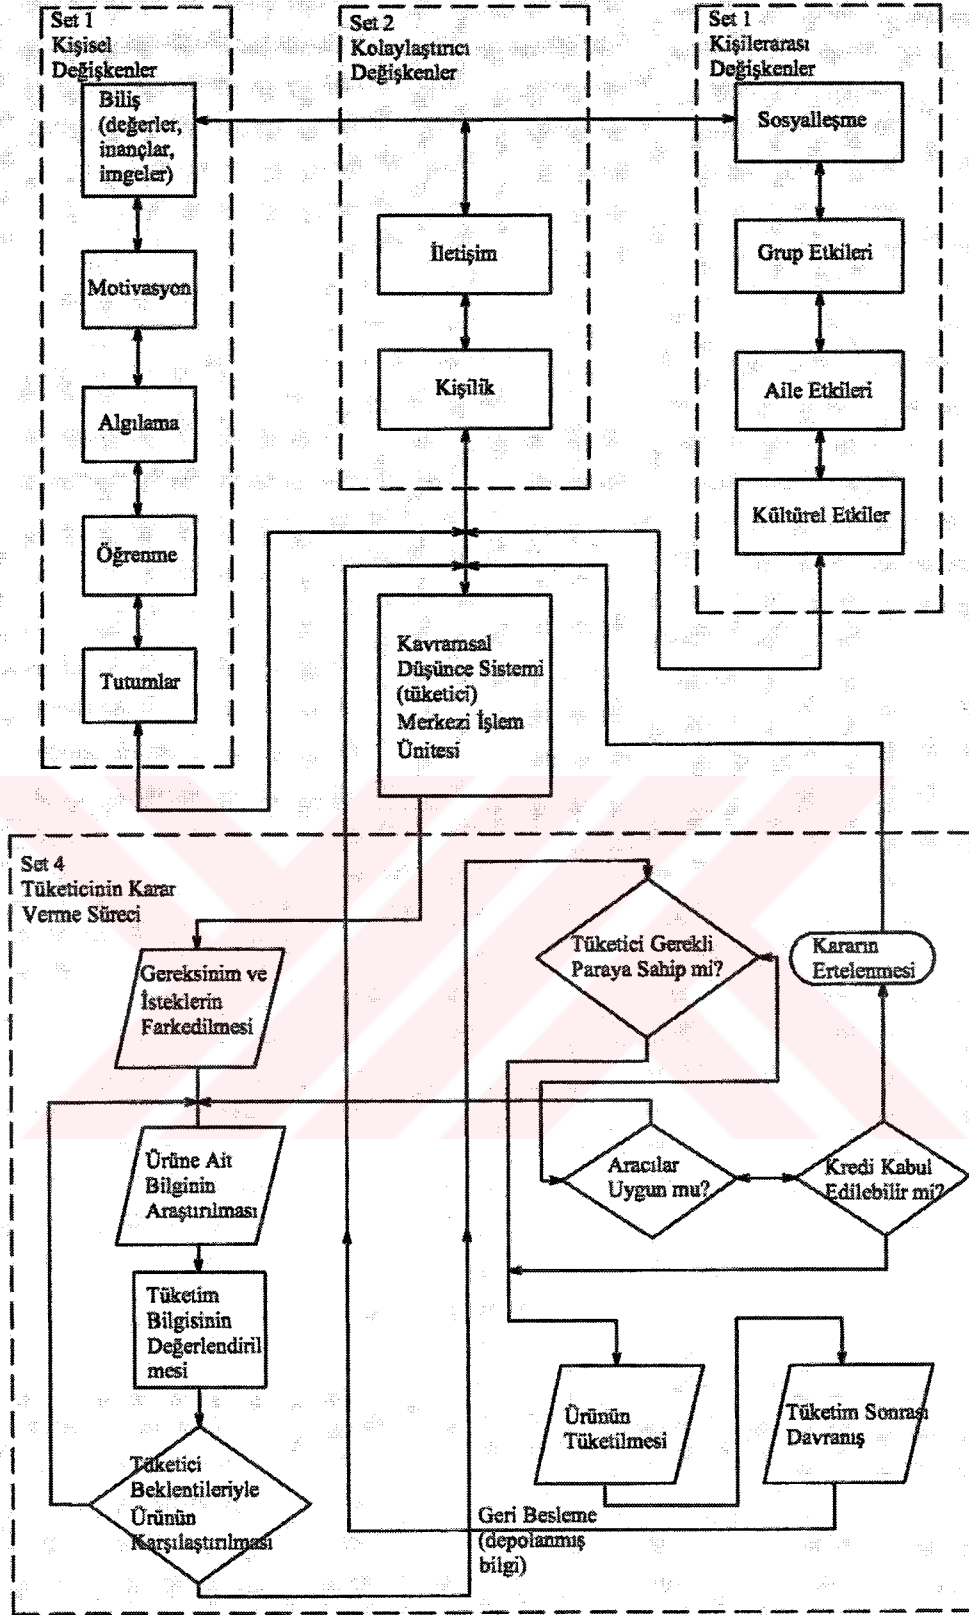 Set 1
Kişisel
Değişkenler
Biliş
(değerler,
inançlar,
imgeler)
Motivasyon
Algılama
Öğrenme
Tutumlar
Set 2
Kolaylaştırıcı
Değişkenler
İletişim
Kişilik
Set 1
Kişilerarası
Değişkenler
Sosyalleşme
Grup Etkileri
Aile Etkileri
Kültürel Etkiler
Kavramsal
Düşünce Sistemi
(tüketici)
Merkezi İşlem
Ünitesi
Set 4
Tüketicinin Karar
Verme Süreci
Gereksinim ve
İsteklerin
Farkedilmesi
Ürüne Ait
Bilginin
Araştırılması
Tüketim
Bilgisinin
Değerlendiril
mesi
Tüketici
Beklentileriyle
Ürünün
Karşılaştırılması
Tüketici Gerekli
Paraya Sahip mi?
Kararın
Ertelenmesi
Aracılar
Uygun mu?
Kredi Kabul
Edilebilir mi?
Ürünün
Tüketilmesi
Tüketim Sonrası
Davranış
Geri Besleme
(depolanmış
bilgi)